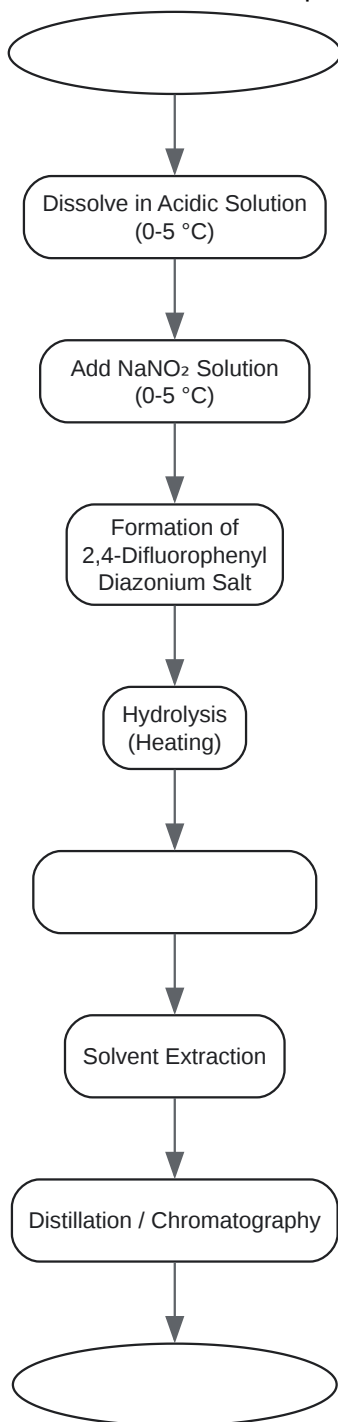 Dissolve in Acidic Solution
(0-5 °C)
Add NaNO₂ Solution
(0-5 °C)
Formation of
2,4-Difluorophenyl
Diazonium Salt
Hydrolysis
(Heating)
Solvent Extraction
Distillation / Chromatography